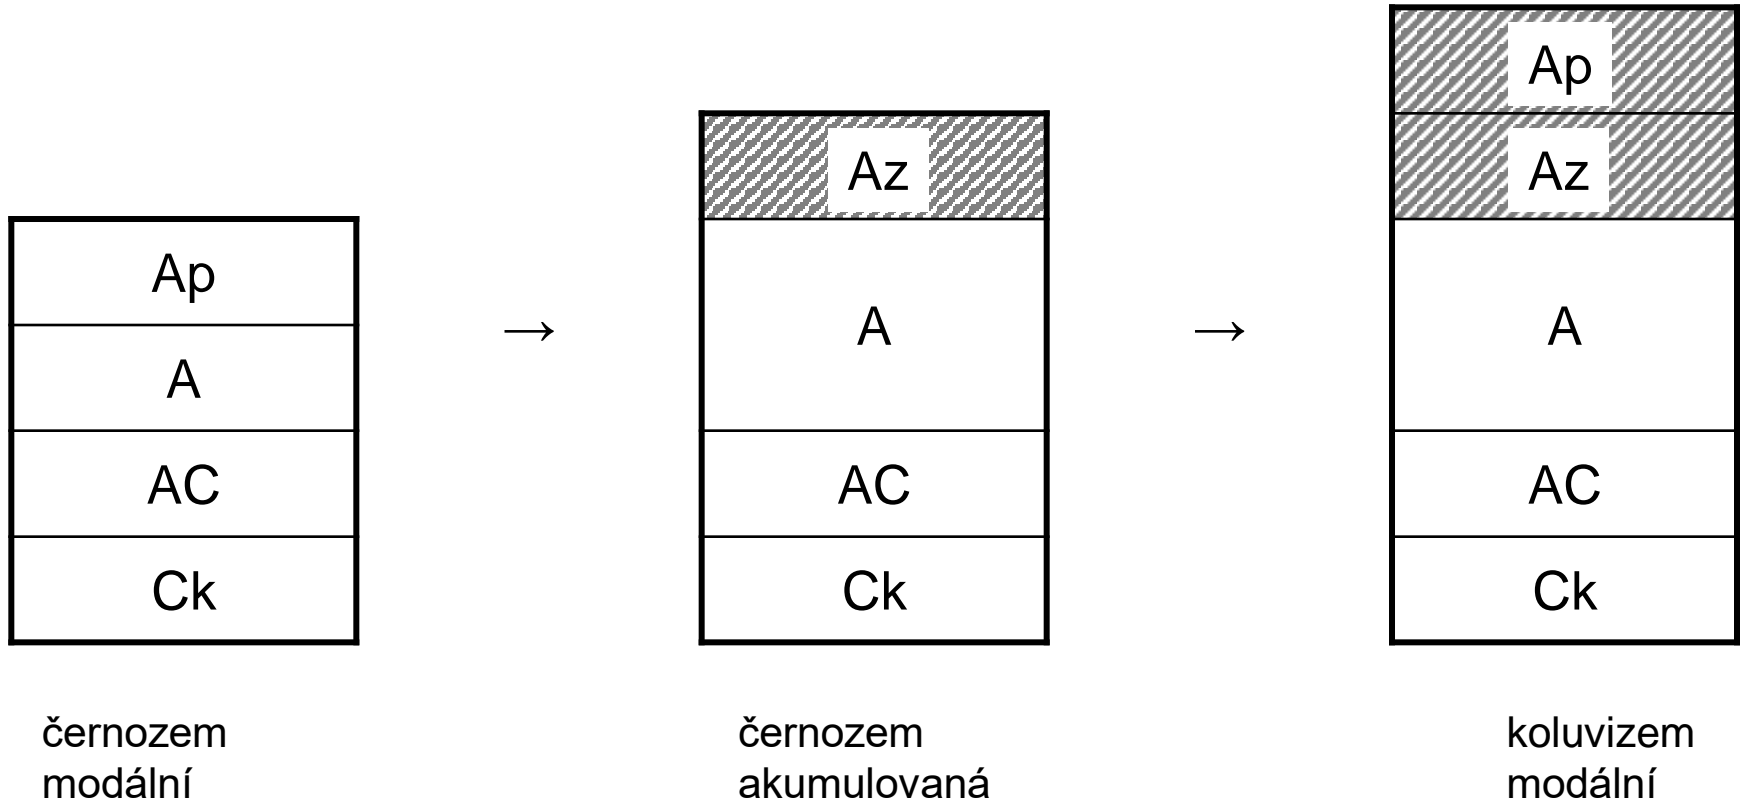 Ap
A
AC
Ck
černozem
modální
→
Az
A
AC
Ck
černozem
akumulovaná
→
Ap
Az
A
AC
Ck
koluvizem
modální